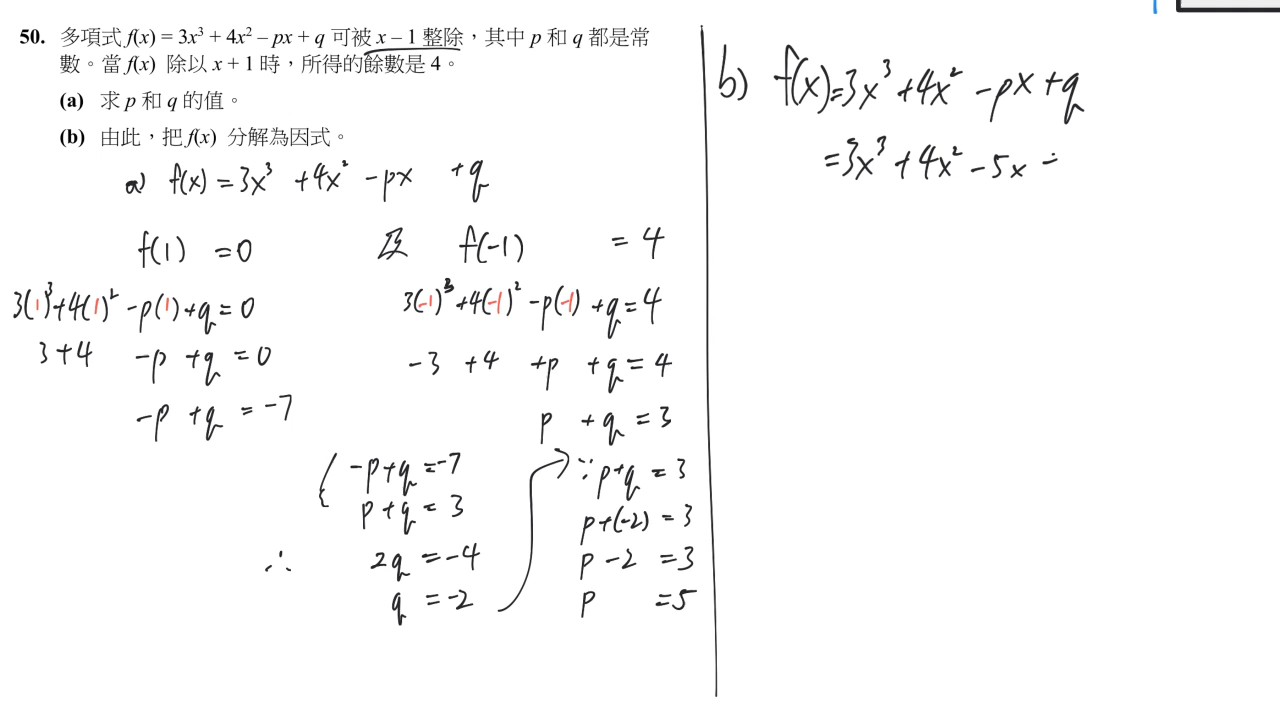 50. 多項式 f(x) = 3x³ + 4x² – px + q 可被 x – 1 整除，其中 p 和 q 都是常
數。當 f(x) 除以 x + 1 時，所得的餘數是 4。
(a) 求 p 和 q 的值。
(b) 由此，把 f(x) 分解為因式。
a) f(x) = 3x³ + 4x² - px + q
f(1) = 0 及 f(-1) = 4
3(1)³ + 4(1)² - p(1) + q = 0
3 + 4 - p + q = 0
-p + q = -7
3(-1)³ + 4(-1)² - p(-1) + q = 4
-3 + 4 + p + q = 4
p + q = 3
{ -p + q = -7
p + q = 3
∴ 2q = -4
q = -2
∵ p + q = 3
p + (-2) = 3
p - 2 = 3
p = 5
b) f(x) = 3x³ + 4x² - px + q
= 3x³ + 4x² - 5x -